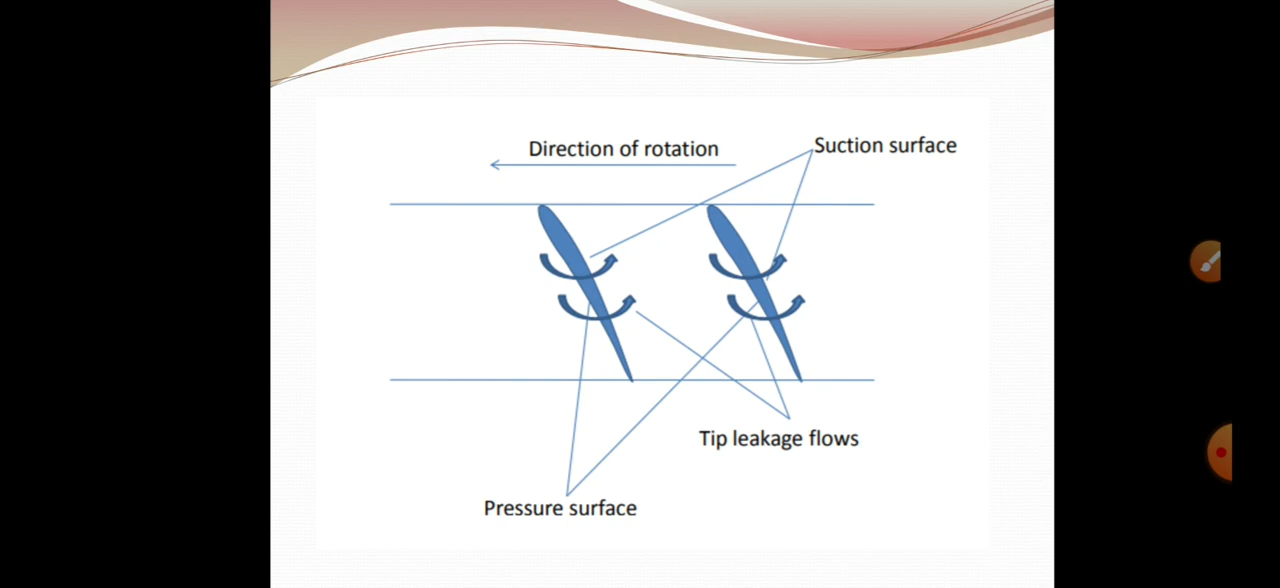 Direction of rotation
Suction surface
Tip leakage flows
Pressure surface